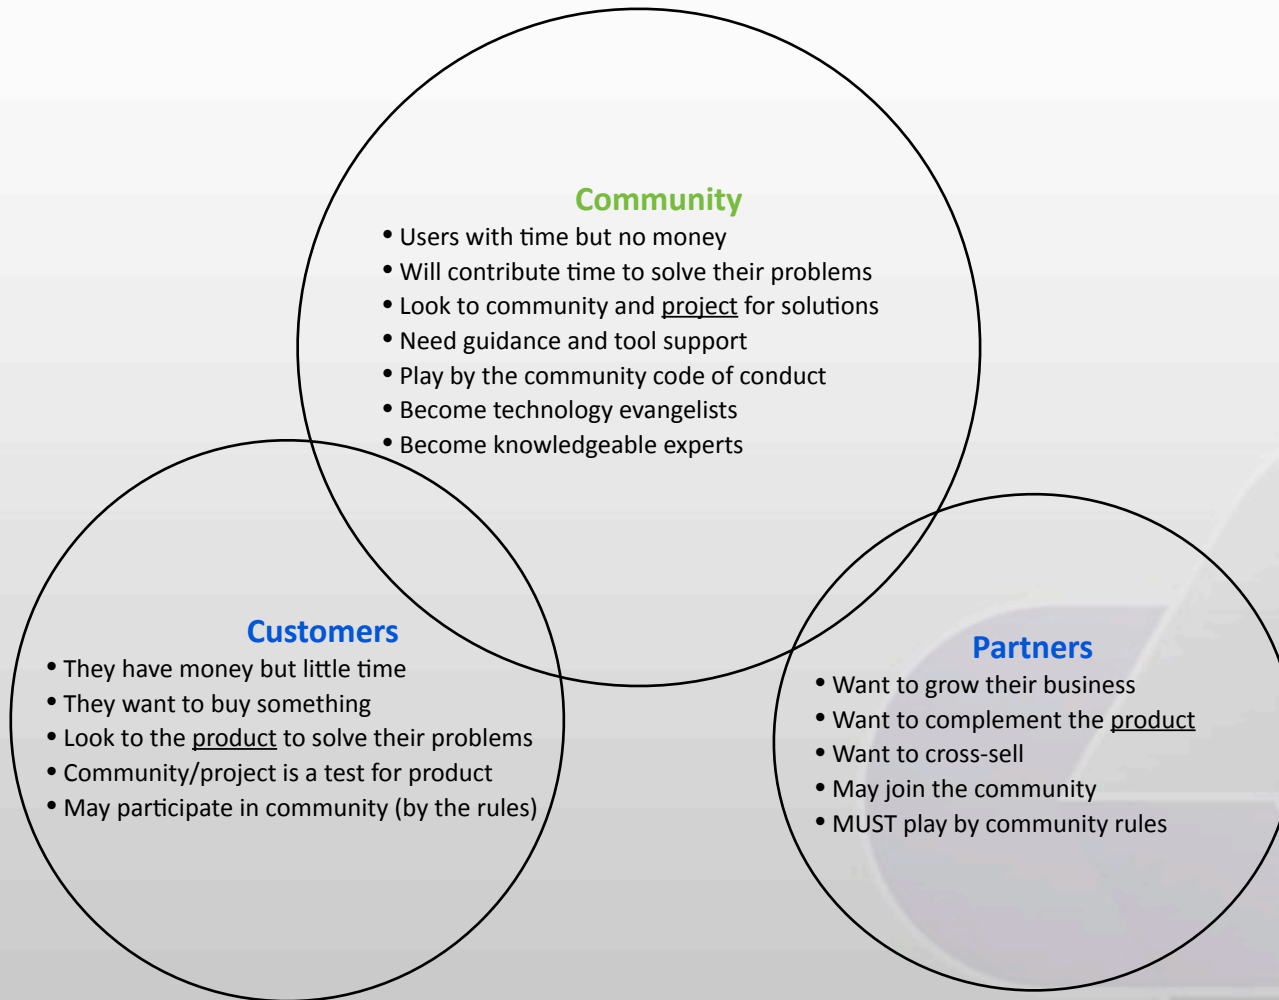 Community
• Users with time but no money
• Will contribute time to solve their problems
• Look to community and project for solutions
• Need guidance and tool support
• Play by the community code of conduct
• Become technology evangelists
• Become knowledgeable experts
Customers
• They have money but little time
• They want to buy something
• Look to the product to solve their problems
• Community/project is a test for product
• May participate in community (by the rules)
Partners
• Want to grow their business
• Want to complement the product
• Want to cross-sell
• May join the community
• MUST play by community rules